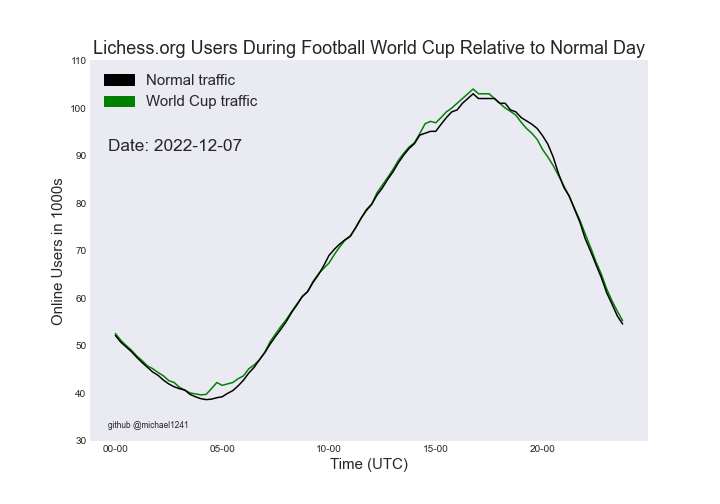 Lichess.org Users During Football World Cup Relative to Normal Day
110
100
90
80
70
60
50
40
30
Online Users in 1000s
Normal traffic
World Cup traffic
Date: 2022-12-07
github @michael1241
00-00 05-00 10-00 15-00 20-00
Time (UTC)